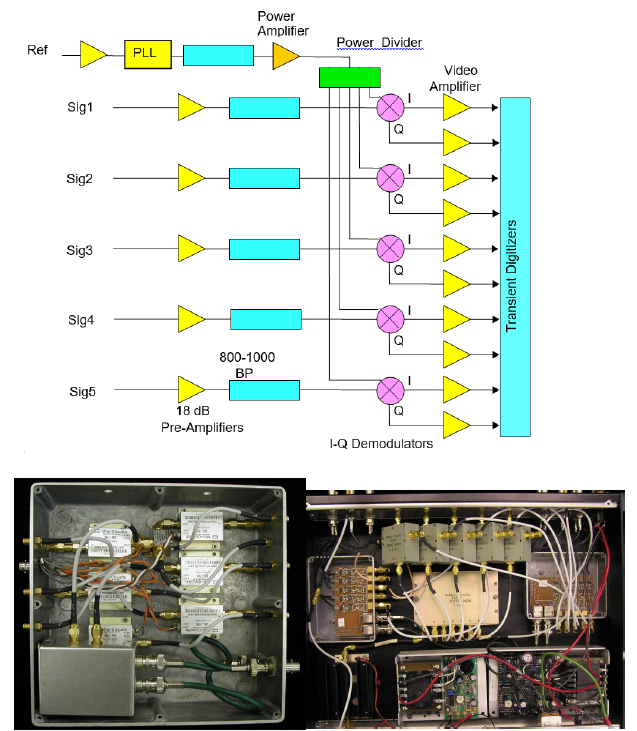 Power
Amplifier
Ref
PLL
Power Divider
Video
Amplifier
Sig1
I
Q
Sig2
I
Q
Sig3
I
Q
Sig4
I
Q
Transient Digitizers
800-1000
BP
Sig5
I
Q
18 dB
Pre-Amplifiers
I-Q Demodulators